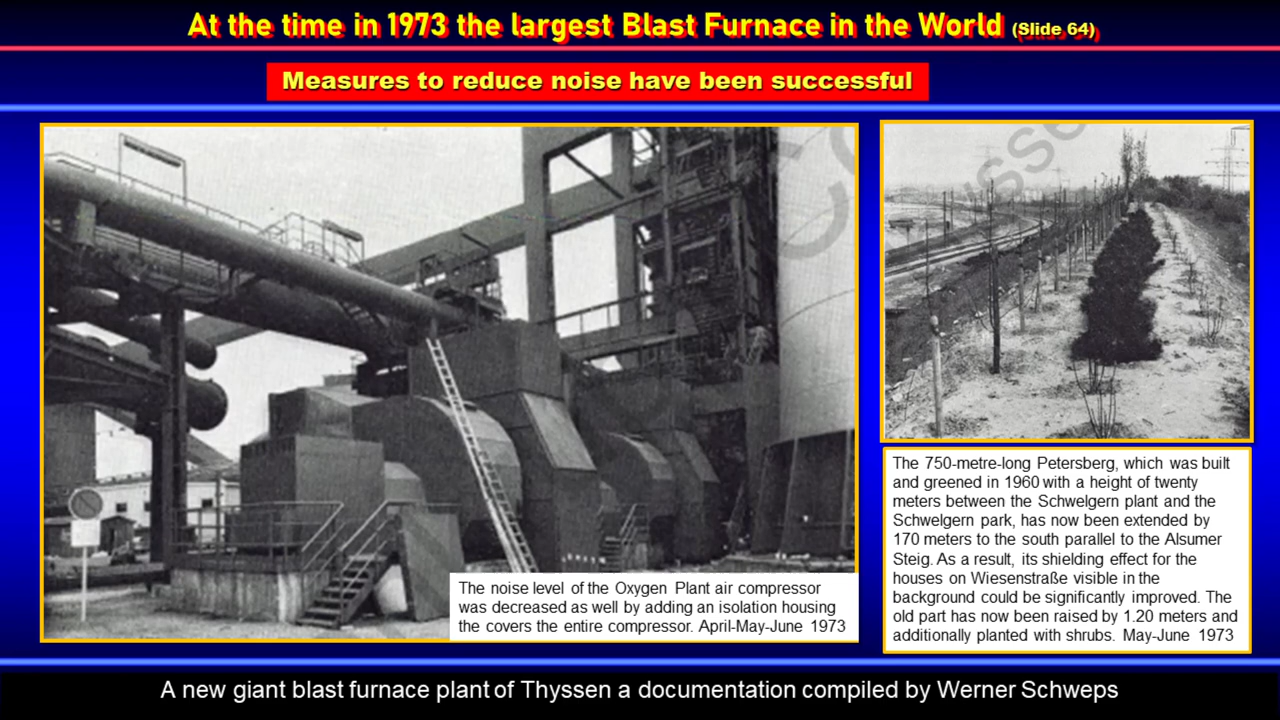 At the time in 1973 the largest Blast Furnace in the World (Slide 64)
Measures to reduce noise have been successful
The noise level of the Oxygen Plant air compressor
was decreased as well by adding an isolation housing
the covers the entire compressor. April-May-June 1973
The 750-metre-long Petersberg, which was built
and greened in 1960 with a height of twenty
meters between the Schwelgern plant and the
Schwelgern park, has now been extended by
170 meters to the south parallel to the Alsumer
Steig. As a result, its shielding effect for the
houses on Wiesenstraße visible in the
background could be significantly improved. The
old part has now been raised by 1.20 meters and
additionally planted with shrubs. May-June 1973
A new giant blast furnace plant of Thyssen a documentation compiled by Werner Schweps